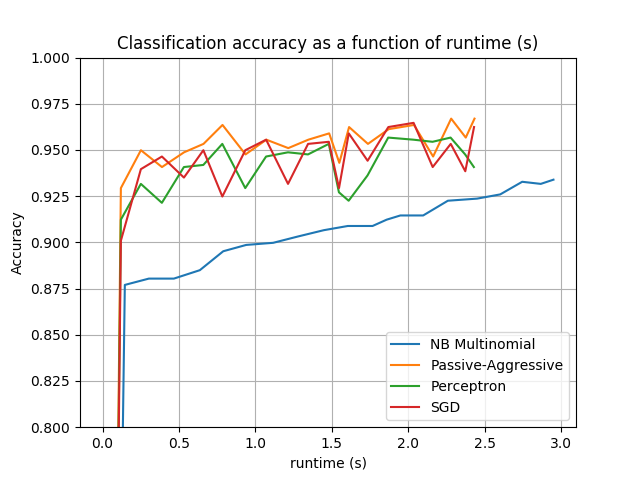 Classification accuracy as a function of runtime (s)
1.000
0.975
0.950
0.925
0.900
0.875
0.850
0.825
0.800
Accuracy
NB Multinomial
Passive-Aggressive
Perceptron
SGD
0.0 0.5 1.0 1.5 2.0 2.5 3.0
runtime (s)